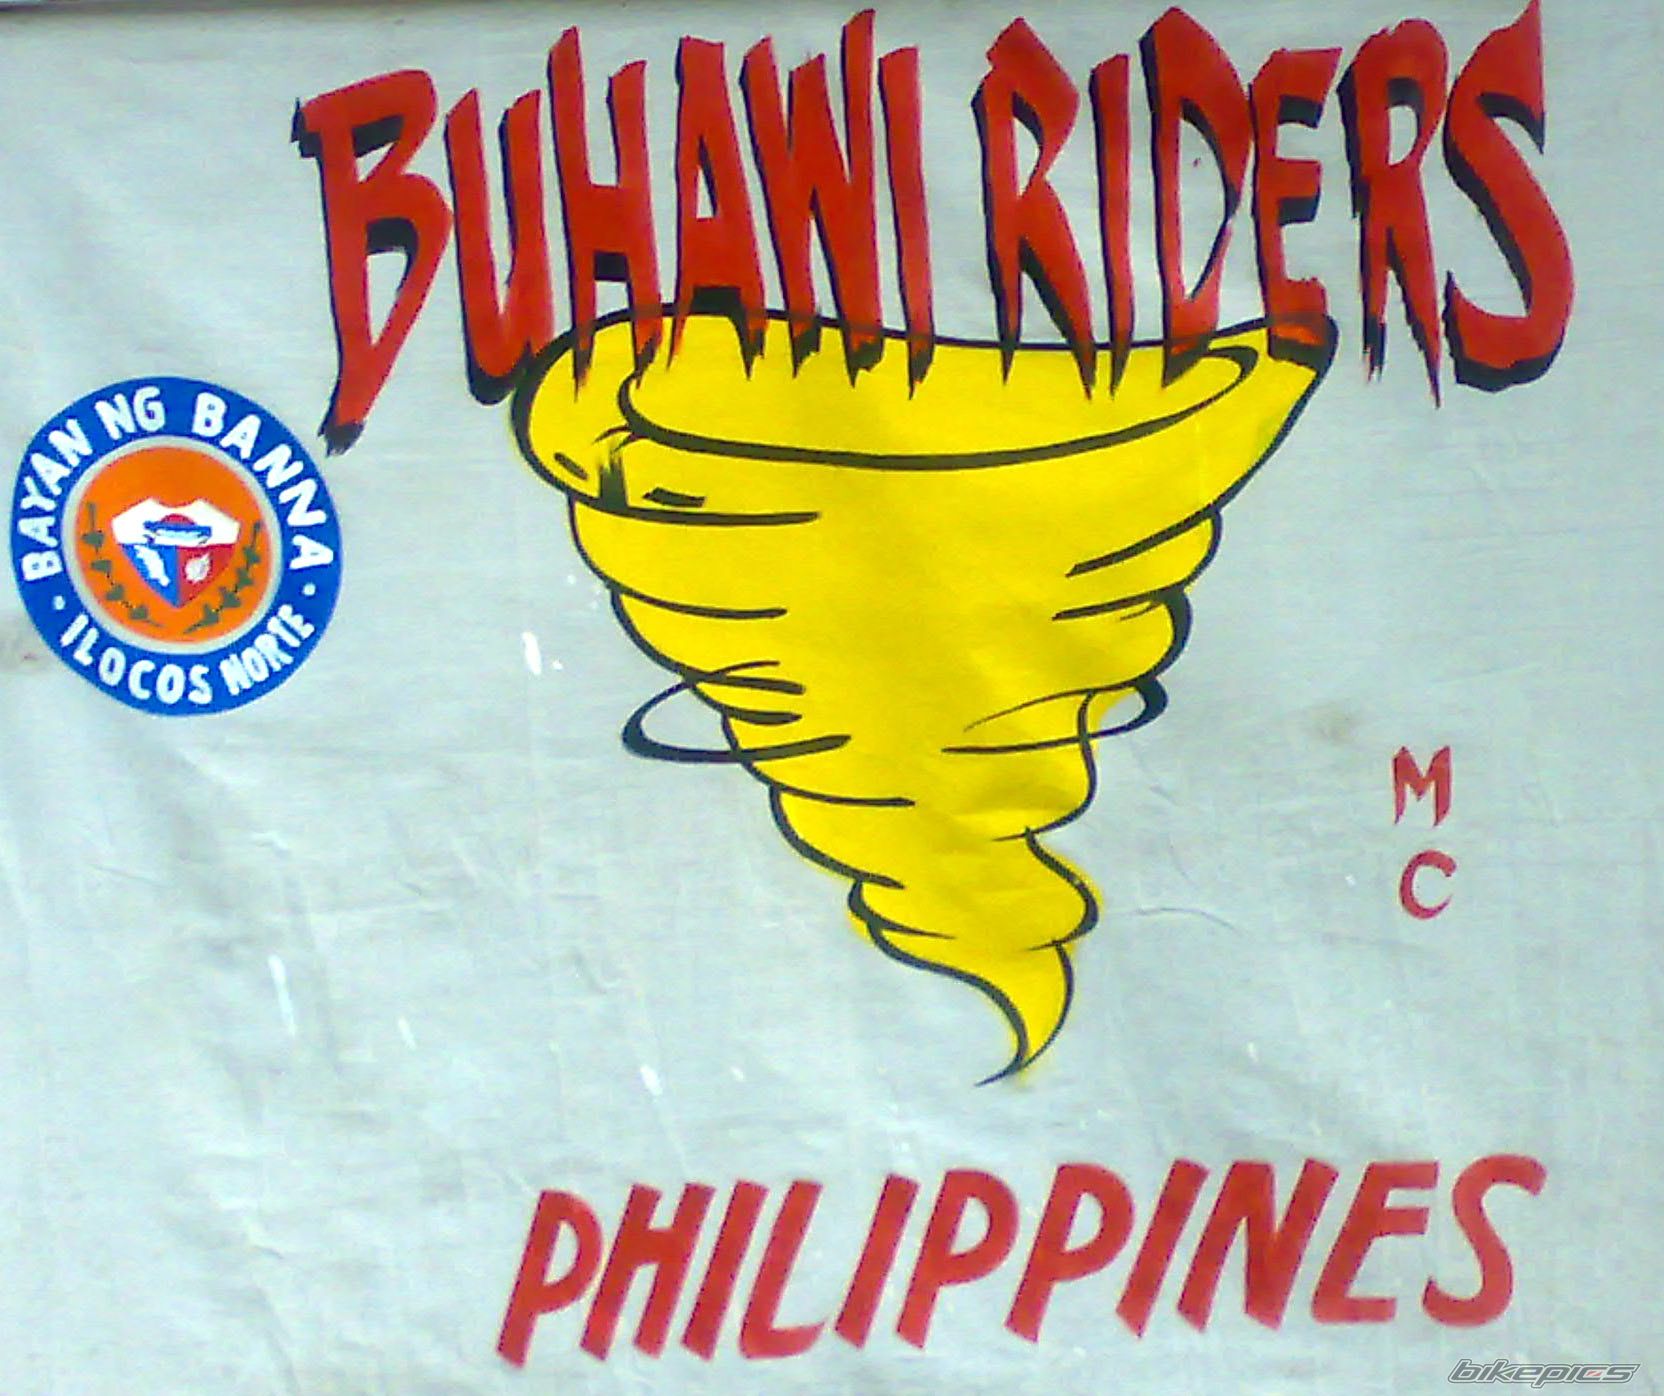 BUHAWI RIDERS
BAYAN NG BANNA
· ILOCOS NORTE ·
M
C
PHILIPPINES
bikepics